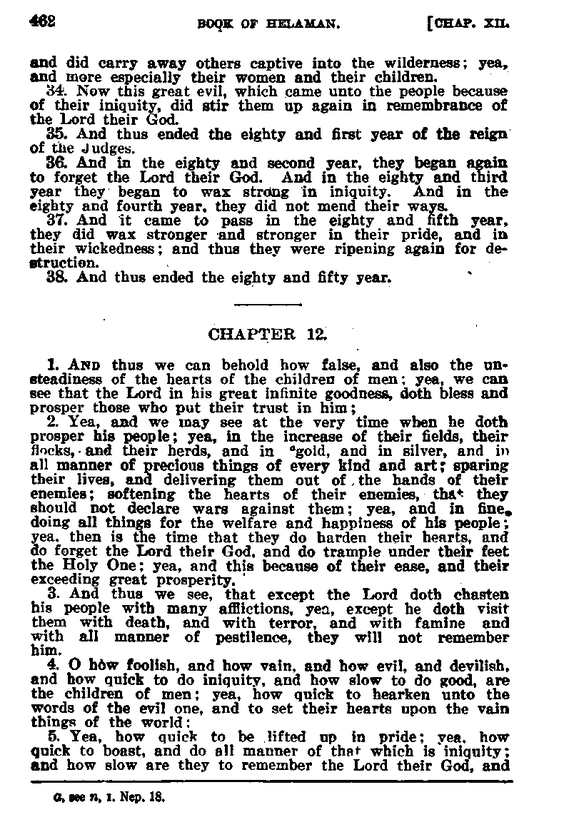 462 BOOK OF HELAMAN. [CHAP. XII.
and did carry away others captive into the wilderness; yea,
and more especially their women and their children.
34. Now this great evil, which came unto the people because
of their iniquity, did stir them up again in remembrance of
the Lord their God.
35. And thus ended the eighty and first year of the reign
of the Judges.
36. And in the eighty and second year, they began again
to forget the Lord their God. And in the eighty and third
year they began to wax strong in iniquity. And in the
eighty and fourth year, they did not mend their ways.
37. And it came to pass in the eighty and fifth year,
they did wax stronger and stronger in their pride, and in
their wickedness; and thus they were ripening again for de-
struction.
38. And thus ended the eighty and fifty year.
CHAPTER 12.
1. AND thus we can behold how false, and also the un-
steadiness of the hearts of the children of men; yea, we can
see that the Lord in his great infinite goodness, doth bless and
prosper those who put their trust in him;
2. Yea, and we may see at the very time when he doth
prosper his people; yea, in the increase of their fields, their
flocks, and their herds, and in ᵃgold, and in silver, and in
all manner of precious things of every kind and art; sparing
their lives, and delivering them out of the hands of their
enemies; softening the hearts of their enemies, that they
should not declare wars against them; yea, and in fine,
doing all things for the welfare and happiness of his people;
yea, then is the time that they do harden their hearts, and
do forget the Lord their God, and do trample under their feet
the Holy One; yea, and this because of their ease, and their
exceeding great prosperity.
3. And thus we see, that except the Lord doth chasten
his people with many afflictions, yea, except he doth visit
them with death, and with terror, and with famine and
with all manner of pestilence, they will not remember
him.
4. O how foolish, and how vain, and how evil, and devilish,
and how quick to do iniquity, and how slow to do good, are
the children of men; yea, how quick to hearken unto the
words of the evil one, and to set their hearts upon the vain
things of the world;
5. Yea, how quick to be lifted up in pride; yea, how
quick to boast, and do all manner of that which is iniquity;
and how slow are they to remember the Lord their God, and
a, see n, 1. Nep. 18.